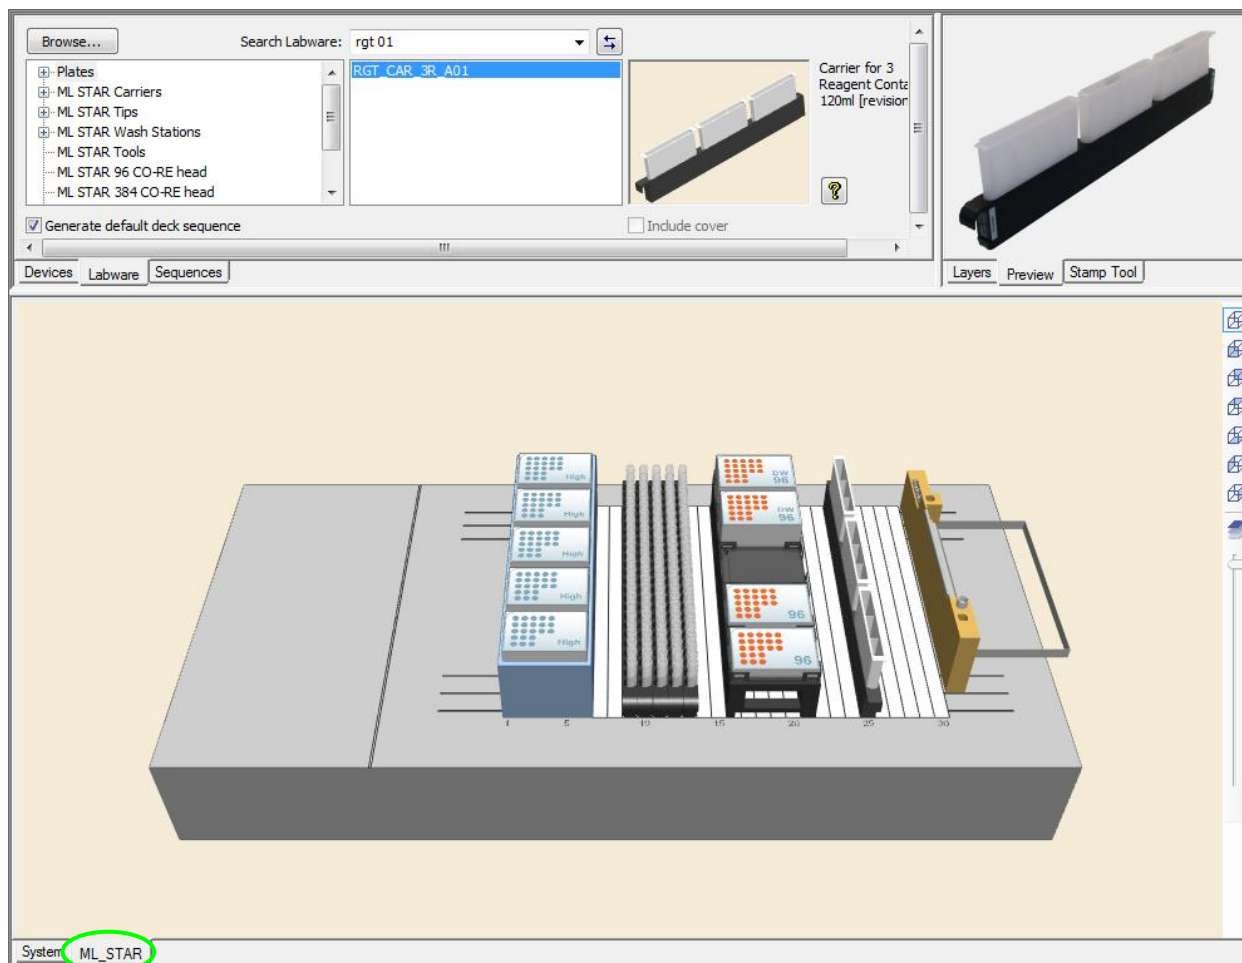 Browse...
Search Labware:
rgt 01
Plates
ML STAR Carriers
ML STAR Tips
ML STAR Wash Stations
ML STAR Tools
ML STAR 96 CO-RE head
ML STAR 384 CO-RE head
RGT_CAR_3R_A01
Carrier for 3
Reagent Conta
120ml [revision
Generate default deck sequence
Include cover
Devices
Labware
Sequences
Layers
Preview
Stamp Tool
High
DW
96
High
DW
96
High
High
96
High
96
1
5
10
15
20
25
30
System
ML_STAR